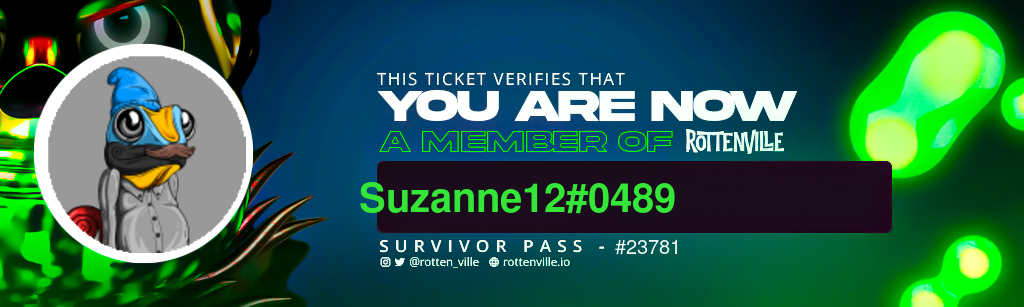 THIS TICKET VERIFIES THAT
YOU ARE NOW
A MEMBER OF ROTTENVILLE
Suzanne12#0489
SURVIVOR PASS - #23781
@rotten_ville rottenville.io